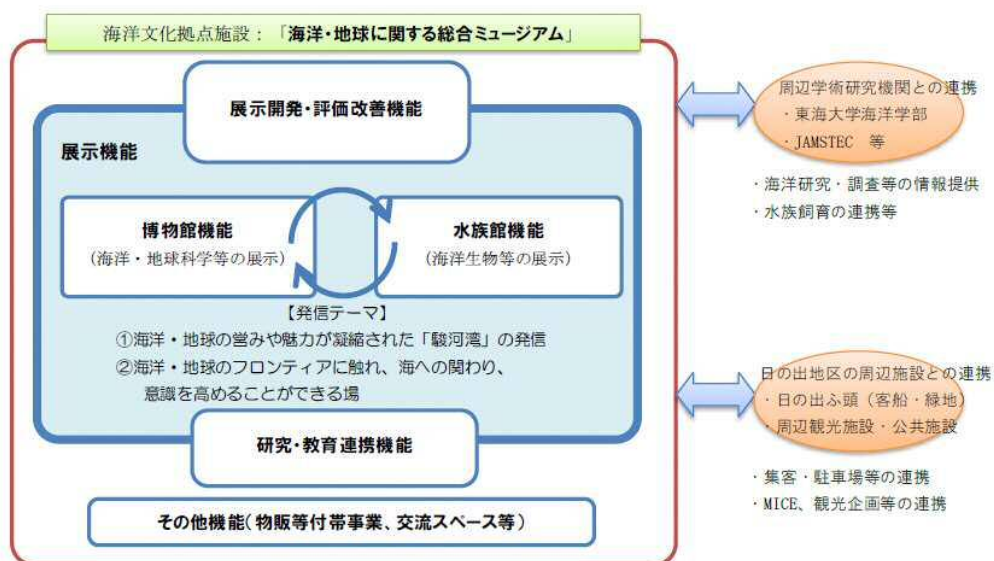 海洋文化拠点施設：「海洋・地球に関する総合ミュージアム」
展示開発・評価改善機能
展示機能
博物館機能
（海洋・地球科学等の展示）
水族館機能
（海洋生物等の展示）
【発信テーマ】
①海洋・地球の営みや魅力が凝縮された「駿河湾」の発信
②海洋・地球のフロンティアに触れ、海への関わり、
意識を高めることができる場
研究・教育連携機能
その他機能（物販等付帯事業、交流スペース等）
周辺学術研究機関との連携
・東海大学海洋学部
・JAMSTEC　等
・海洋研究・調査等の情報提供
・水族飼育の連携等
日の出地区の周辺施設との連携
・日の出ふ頭（客船・緑地）
・周辺観光施設・公共施設
・集客・駐車場等の連携
・MICE、観光企画等の連携